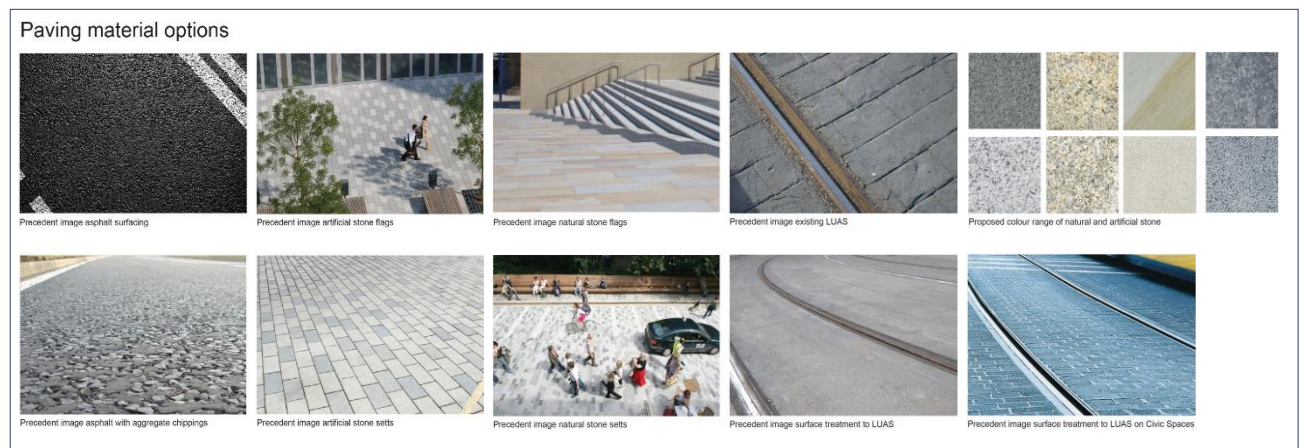 Paving material options
Precedent image asphalt surfacing
Precedent image artificial stone flags
Precedent image natural stone flags
Precedent image existing LUAS
Proposed colour range of natural and artificial stone
Precedent image asphalt with aggregate chippings
Precedent image artificial stone setts
Precedent image natural stone setts
Precedent image surface treatment to LUAS
Precedent image surface treatment to LUAS on Civic Spaces